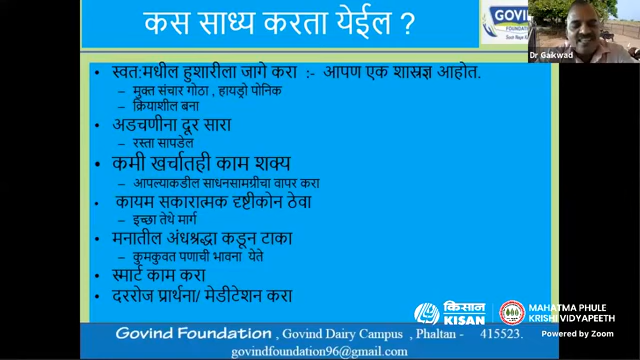 कस साध्य करता येईल ?
GOVIND
FOUNDATION
Dr Gaikwad
• स्वत:मधील हुशारीला जागे करा :- आपण एक शास्रज्ञ आहोत.
– मुक्त संचार गोठा , हायड्रो पोनिक
– क्रियाशील बना
• अडचणीना दूर सारा
– रस्ता सापडेल
• कमी खर्चातही काम शक्य
– आपल्याकडील साधनसामग्रीचा वापर करा
• कायम सकारात्मक दृष्टीकोन ठेवा
– इच्छा तेथे मार्ग
• मनातील अंधश्रद्धा कडून टाका
– कुमकुवत पणाची भावना येते
• स्मार्ट काम करा
• दररोज प्रार्थना/ मेडीटेशन करा
किसान
KISAN
MAHATMA PHULE
KRISHI VIDYAPEETH
Powered by Zoom
Govind Foundation , Govind Dairy Campus , Phaltan - 415523.
govindfoundation96@gmail.com